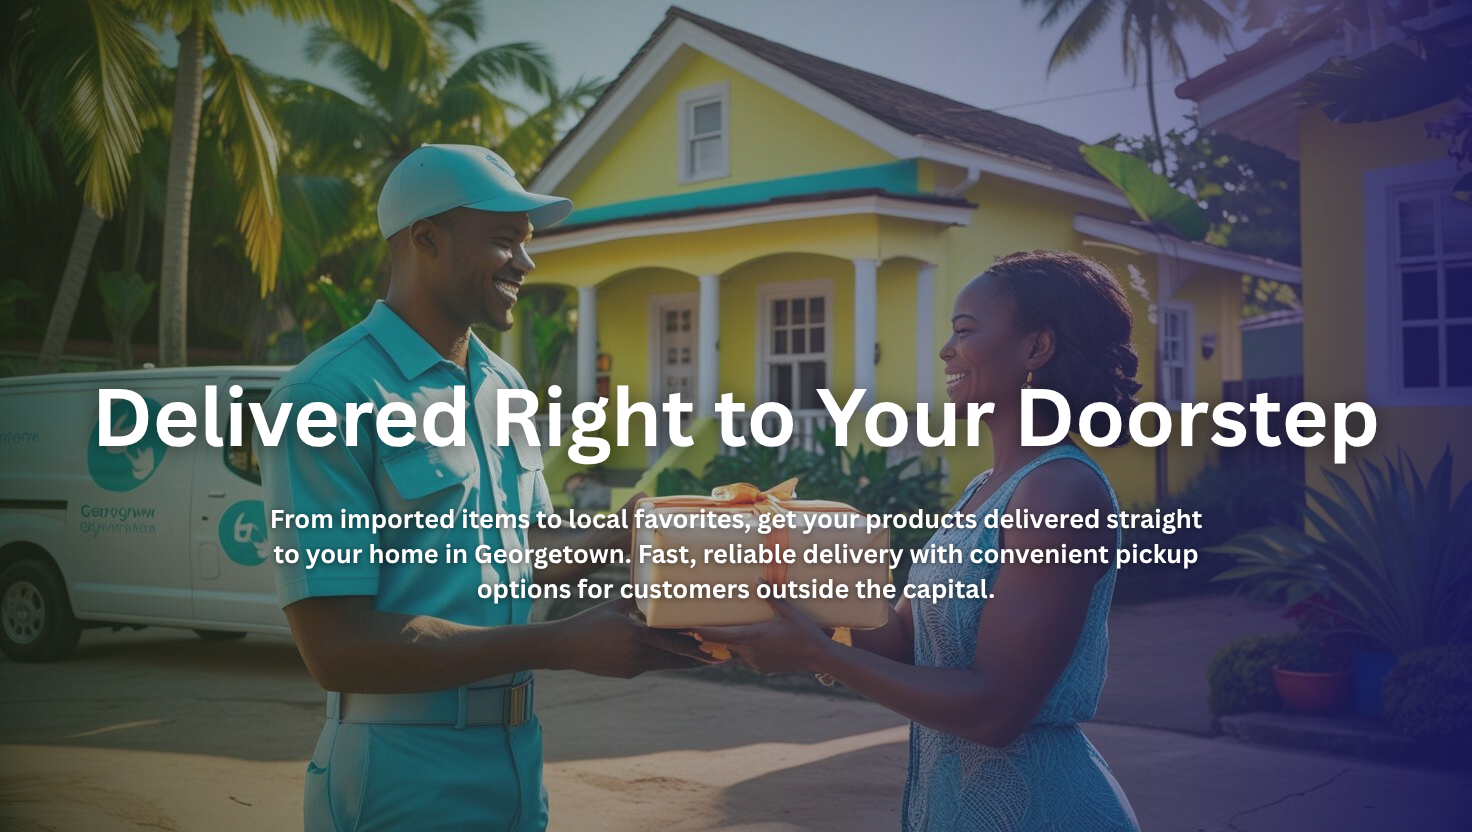 Delivered Right to Your Doorstep
From imported items to local favorites, get your products delivered straight
to your home in Georgetown. Fast, reliable delivery with convenient pickup
options for customers outside the capital.